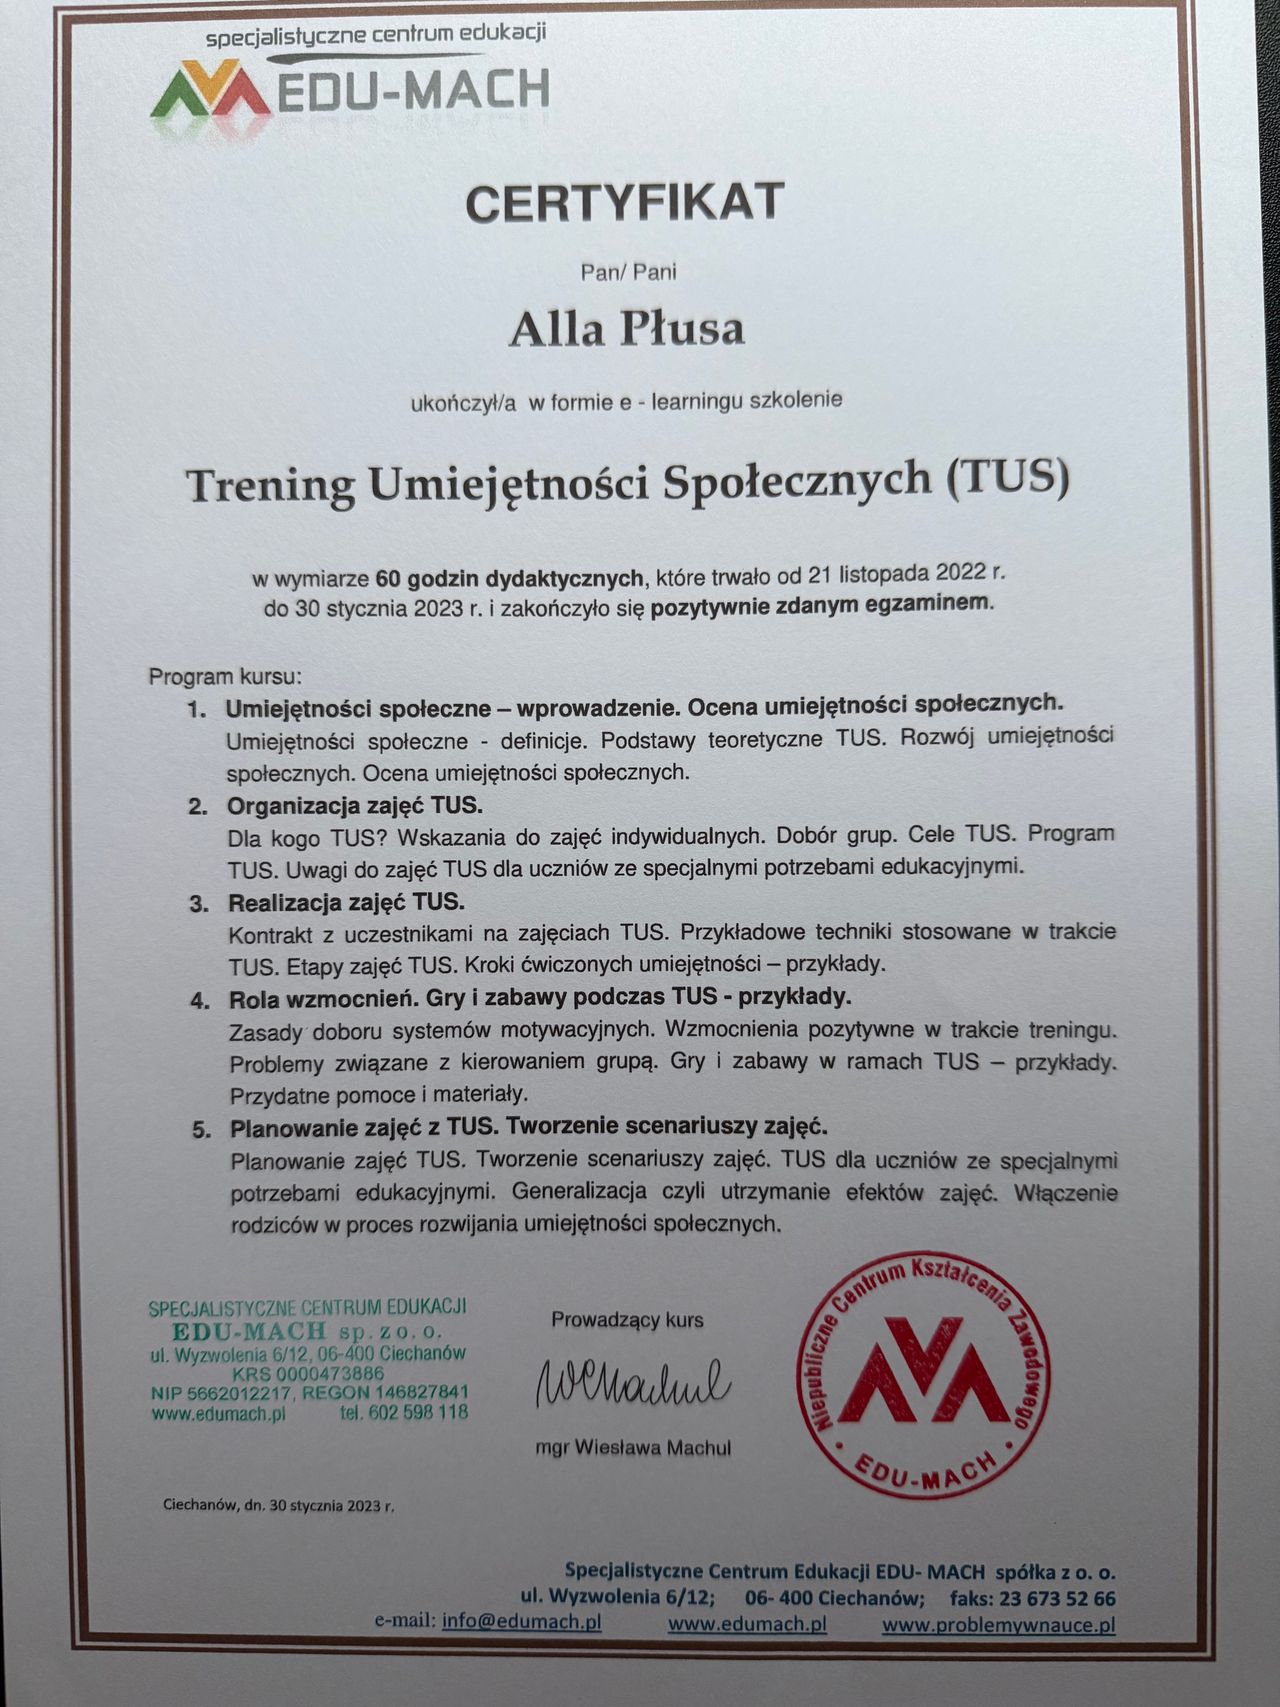 specjalistyczne centrum edukacji
EDU-MACH
CERTYFIKAT
Pan/ Pani
Alla Płusa
ukończył/a w formie e - learningu szkolenie
Trening Umiejętności Społecznych (TUS)
w wymiarze 60 godzin dydaktycznych, które trwało od 21 listopada 2022 r.
do 30 stycznia 2023 r. i zakończyło się pozytywnie zdanym egzaminem.
Program kursu:
1. Umiejętności społeczne – wprowadzenie. Ocena umiejętności społecznych.
Umiejętności społeczne - definicje. Podstawy teoretyczne TUS. Rozwój umiejętności
społecznych. Ocena umiejętności społecznych.
2. Organizacja zajęć TUS.
Dla kogo TUS? Wskazania do zajęć indywidualnych. Dobór grup. Cele TUS. Program
TUS. Uwagi do zajęć TUS dla uczniów ze specjalnymi potrzebami edukacyjnymi.
3. Realizacja zajęć TUS.
Kontrakt z uczestnikami na zajęciach TUS. Przykładowe techniki stosowane w trakcie
TUS. Etapy zajęć TUS. Kroki ćwiczonych umiejętności – przykłady.
4. Rola wzmocnień. Gry i zabawy podczas TUS - przykłady.
Zasady doboru systemów motywacyjnych. Wzmocnienia pozytywne w trakcie treningu.
Problemy związane z kierowaniem grupą. Gry i zabawy w ramach TUS – przykłady.
Przydatne pomoce i materiały.
5. Planowanie zajęć z TUS. Tworzenie scenariuszy zajęć.
Planowanie zajęć TUS. Tworzenie scenariuszy zajęć. TUS dla uczniów ze specjalnymi
potrzebami edukacyjnymi. Generalizacja czyli utrzymanie efektów zajęć. Włączenie
rodziców w proces rozwijania umiejętności społecznych.
SPECJALISTYCZNE CENTRUM EDUKACJI
EDU-MACH sp. z o. o.
ul. Wyzwolenia 6/12, 06-400 Ciechanów
KRS 0000473886
NIP 5662012217, REGON 146827841
www.edumach.pl tel. 602 598 118
Prowadzący kurs
WMachul
mgr Wiesława Machul
Niepubliczne Centrum Kształcenia Zawodowego
• EDU-MACH •
Ciechanów, dn. 30 stycznia 2023 r.
Specjalistyczne Centrum Edukacji EDU- MACH spółka z o. o.
ul. Wyzwolenia 6/12; 06- 400 Ciechanów; faks: 23 673 52 66
e-mail: info@edumach.pl www.edumach.pl www.problemywnauce.pl